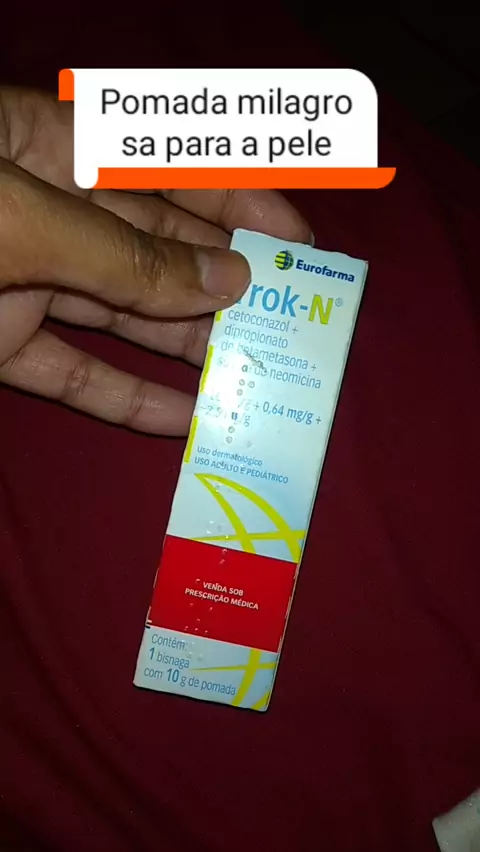 Pomada milagro
sa para a pele
Eurofarma
rok-N®
cetoconazol +
dipropionato
de betametasona +
neomicina
+ 0,64 mg/g +
uso dermatológico
USO ADULTO E PEDIÁTRICO
VENDA SOB
PRESCRIÇÃO MÉDICA
Contém:
1 bisnaga
com 10 g de pomada